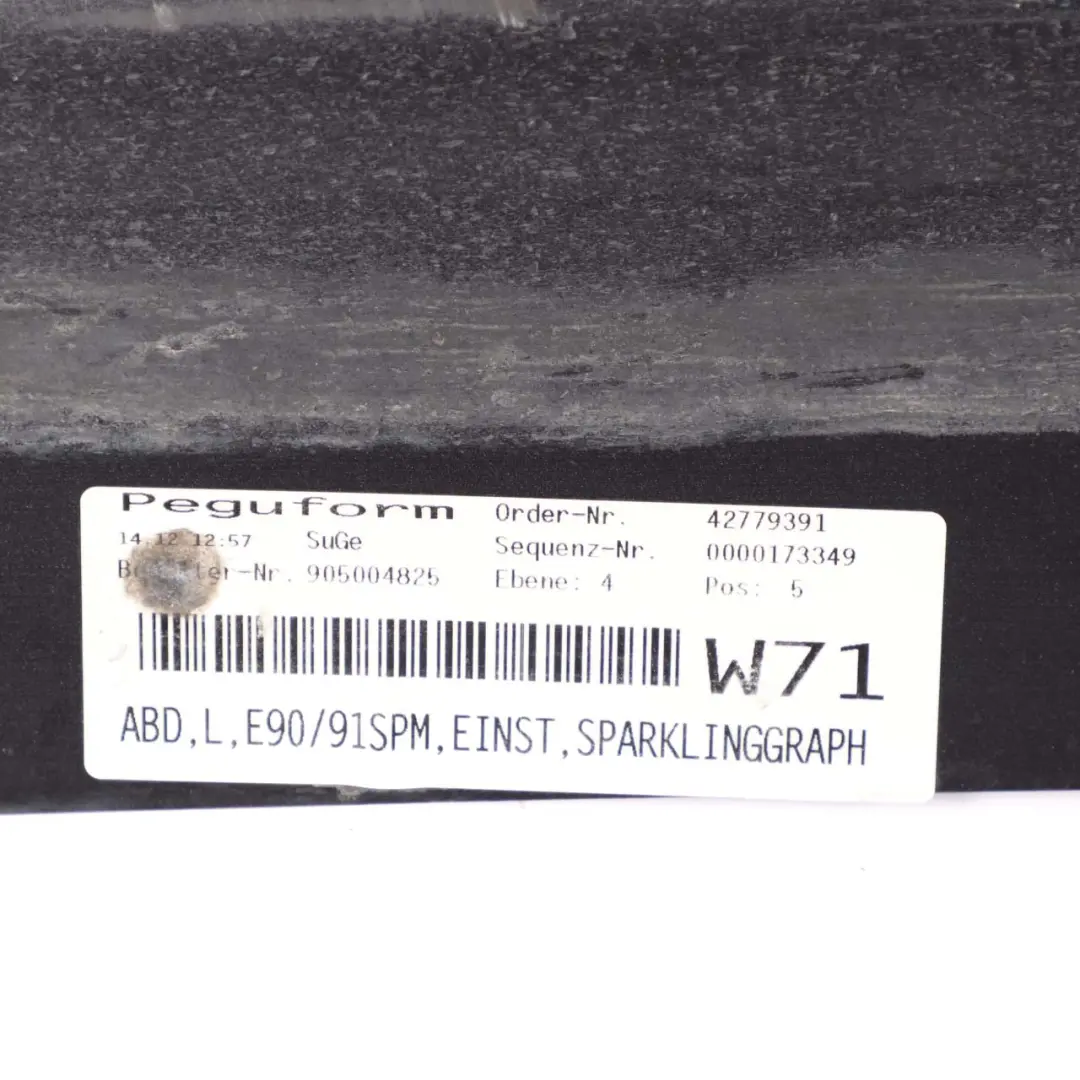 Peguform Order-Nr. 42779391
14.12 12:57 SuGe Sequenz-Nr. 0000173349
905004825 Ebene: 4 Pos: 5
W71
ABD,L,E90/91SPM,EINST,SPARKLINGGRAPH